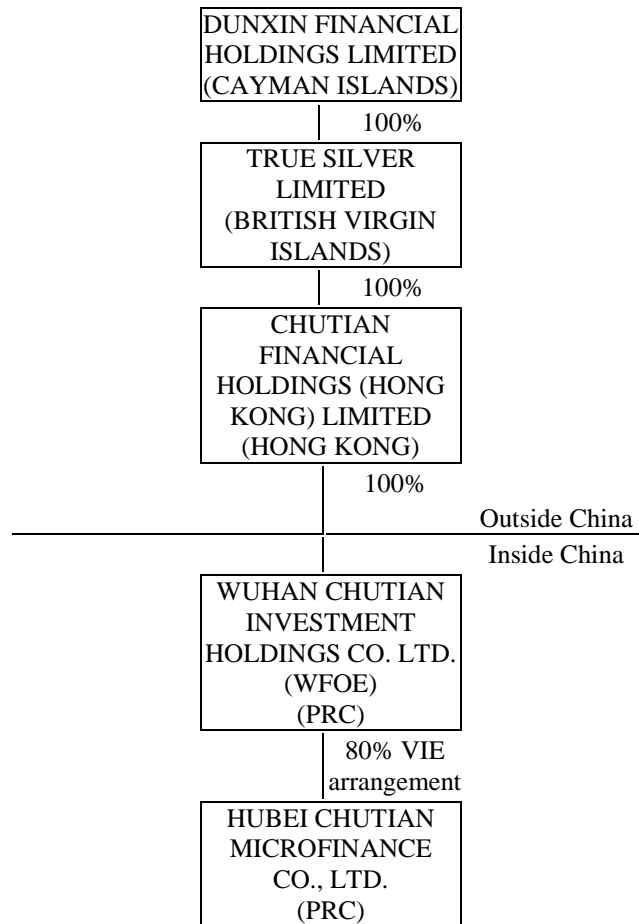 DUNXIN FINANCIAL
HOLDINGS LIMITED
(CAYMAN ISLANDS)
100%
TRUE SILVER
LIMITED
(BRITISH VIRGIN
ISLANDS)
100%
CHUTIAN
FINANCIAL
HOLDINGS (HONG
KONG) LIMITED
(HONG KONG)
100%
Outside China
Inside China
WUHAN CHUTIAN
INVESTMENT
HOLDINGS CO. LTD.
(WFOE)
(PRC)
80% VIE
arrangement
HUBEI CHUTIAN
MICROFINANCE
CO., LTD.
(PRC)